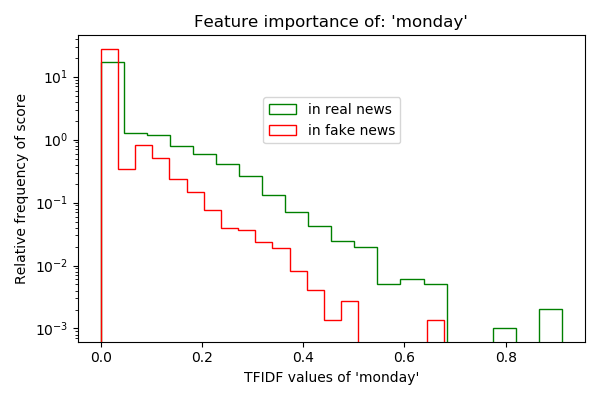 Feature importance of: 'monday'
Relative frequency of score
10¹
10⁰
10⁻¹
10⁻²
10⁻³
in real news
in fake news
0.0 0.2 0.4 0.6 0.8
TFIDF values of 'monday'